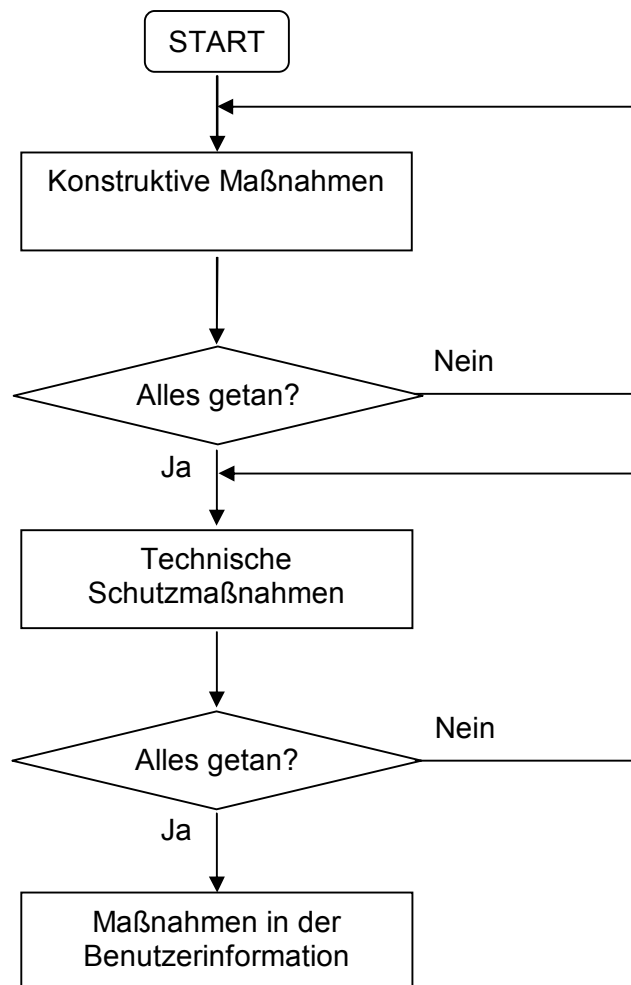 START
Konstruktive Maßnahmen
Nein
Alles getan?
Ja
Technische
Schutzmaßnahmen
Nein
Alles getan?
Ja
Maßnahmen in der
Benutzerinformation